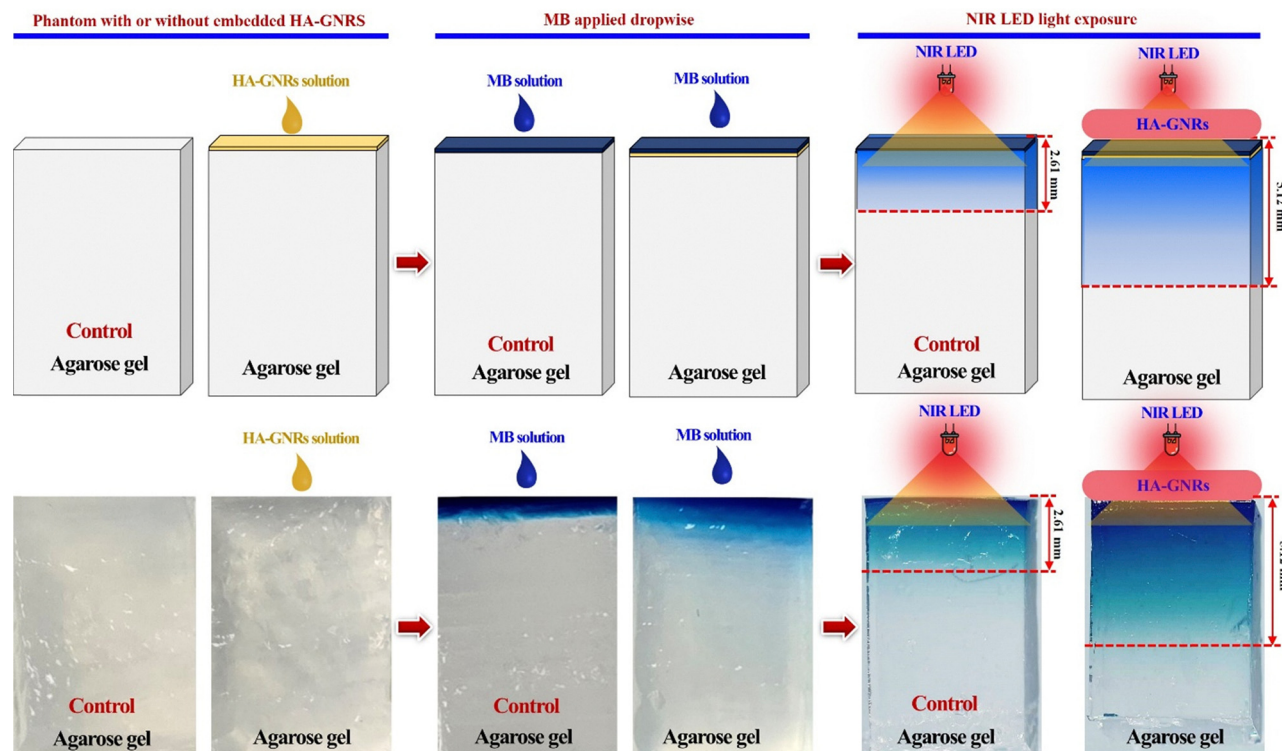 Phantom with or without embedded HA-GNRS
MB applied dropwise
NIR LED light exposure
HA-GNRs solution
MB solution
MB solution
NIR LED
NIR LED
HA-GNRs
2.61 mm
mm
Control
Agarose gel
Agarose gel
Control
Agarose gel
Agarose gel
Control
Agarose gel
Agarose gel
HA-GNRs solution
MB solution
MB solution
NIR LED
NIR LED
HA-GNRs
2.61 mm
mm
Control
Agarose gel
Agarose gel
Control
Agarose gel
Agarose gel
Control
Agarose gel
Agarose gel